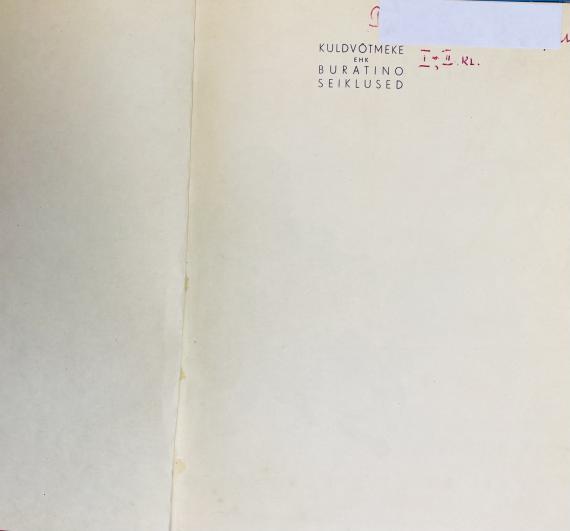 KULDVÕTMEKE
EHK
BURATINO
SEIKLUSED
I + II. KL.